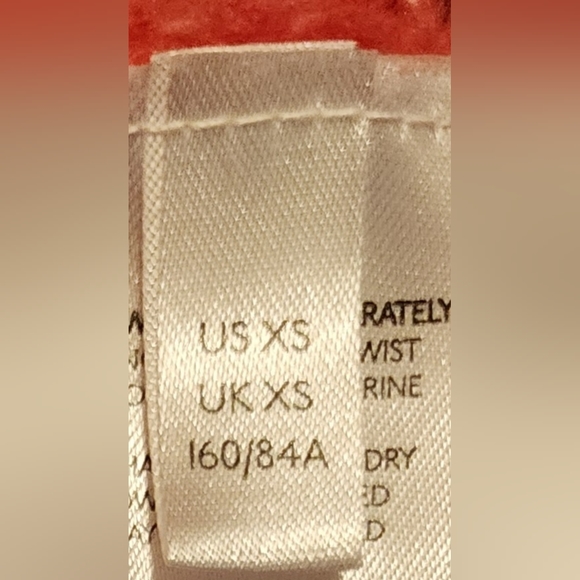 US XS
UK XS
160/84A
RATELY
WIST
RINE
DRY
ED
D